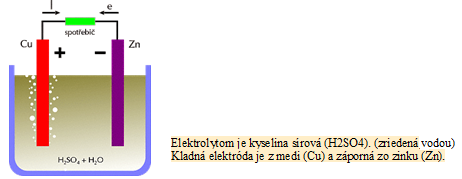 I e
spotřebič
Cu + − Zn
H₂SO₄ + H₂O
Elektrolytom je kyselina sírová (H2SO4). (zriedená vodou)
Kladná elektróda je z medi (Cu) a záporná zo zinku (Zn).